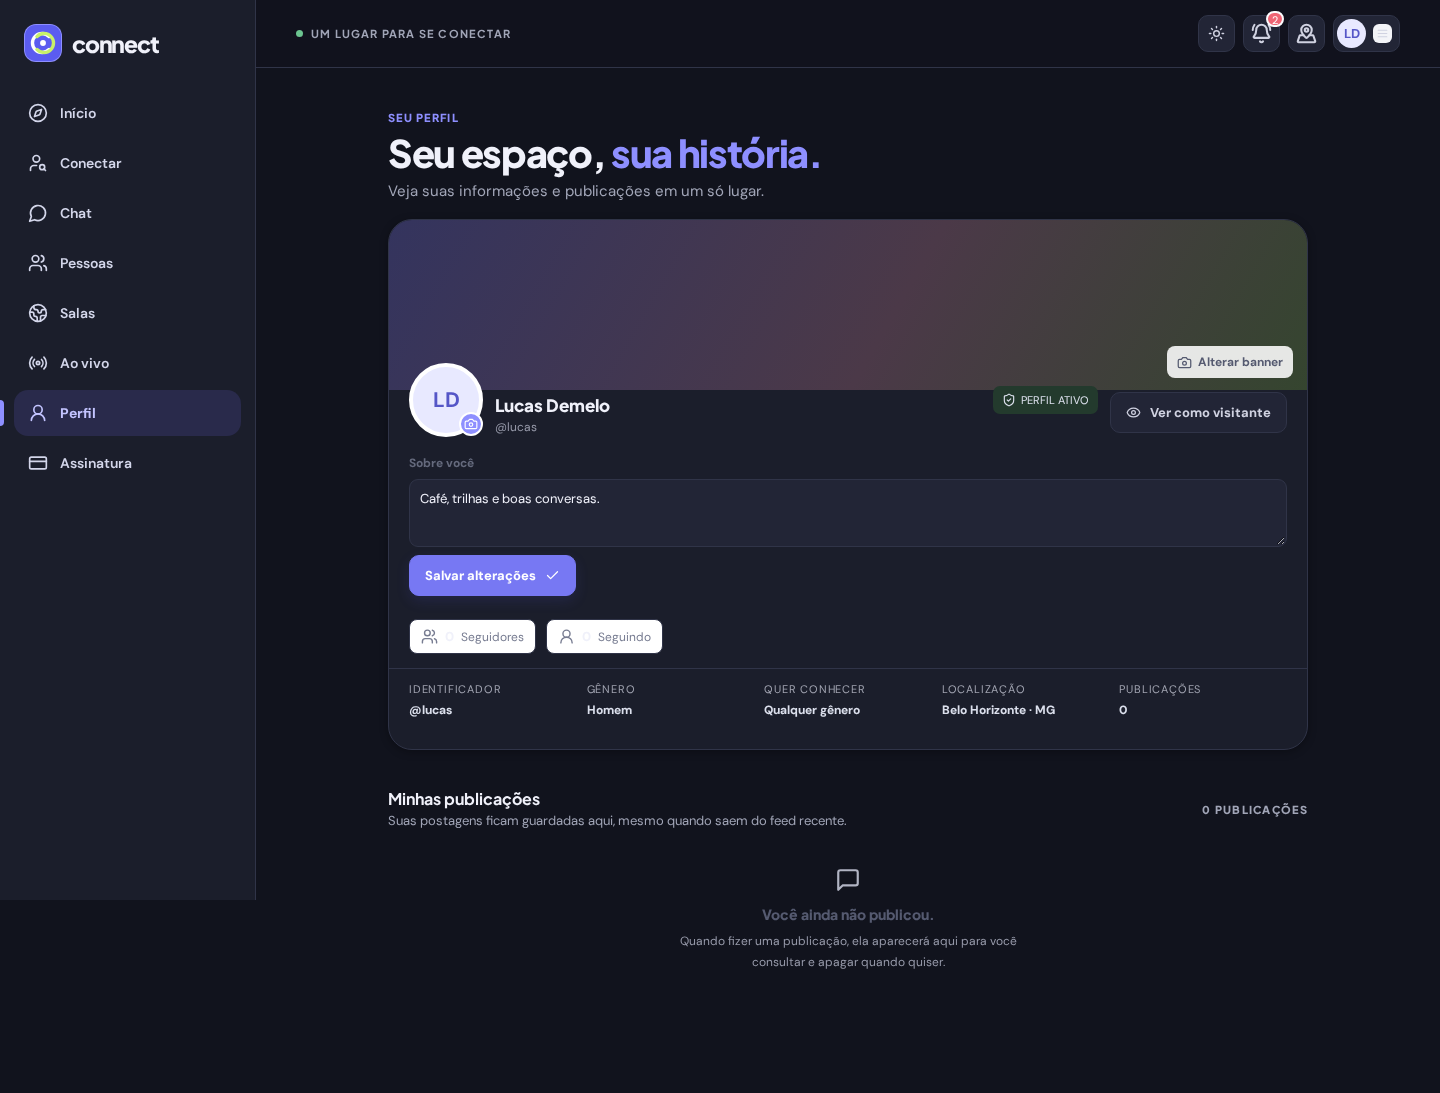 connect
UM LUGAR PARA SE CONECTAR
2
LD
Início
Conectar
Chat
Pessoas
Salas
Ao vivo
Perfil
Assinatura
SEU PERFIL
Seu espaço, sua história.
Veja suas informações e publicações em um só lugar.
Alterar banner
LD
Lucas Demelo
@lucas
PERFIL ATIVO
Ver como visitante
Sobre você
Café, trilhas e boas conversas.
Salvar alterações
0 Seguidores
0 Seguindo
IDENTIFICADOR
@lucas
GÊNERO
Homem
QUER CONHECER
Qualquer gênero
LOCALIZAÇÃO
Belo Horizonte · MG
PUBLICAÇÕES
0
Minhas publicações
Suas postagens ficam guardadas aqui, mesmo quando saem do feed recente.
0 PUBLICAÇÕES
Você ainda não publicou.
Quando fizer uma publicação, ela aparecerá aqui para você
consultar e apagar quando quiser.